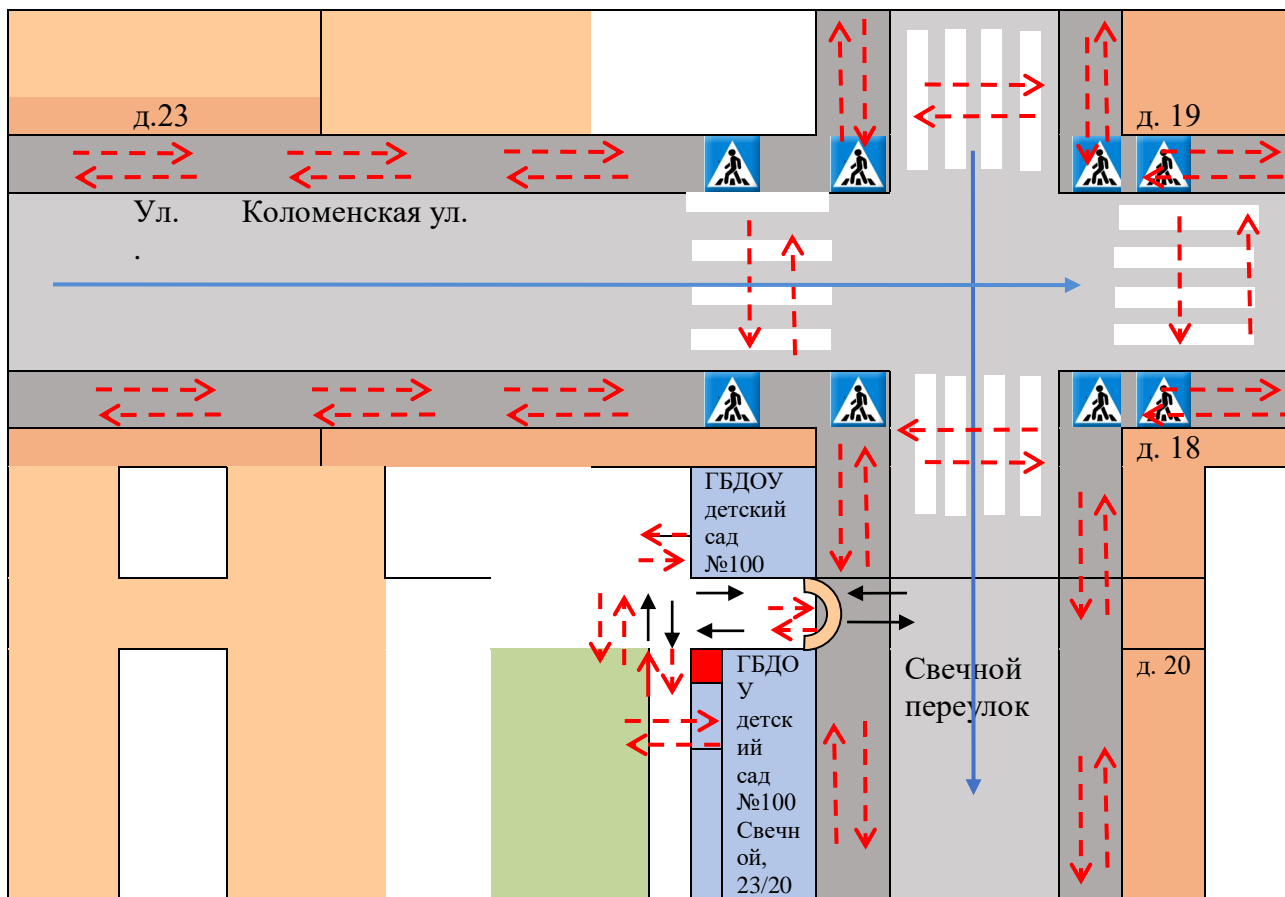 д.23
д. 19
Ул.
Коломенская ул.
.
д. 18
ГБДОУ
детский
сад
№100
ГБДО
У
детск
ий
сад
№100
Свечн
ой,
23/20
Свечной
переулок
д. 20